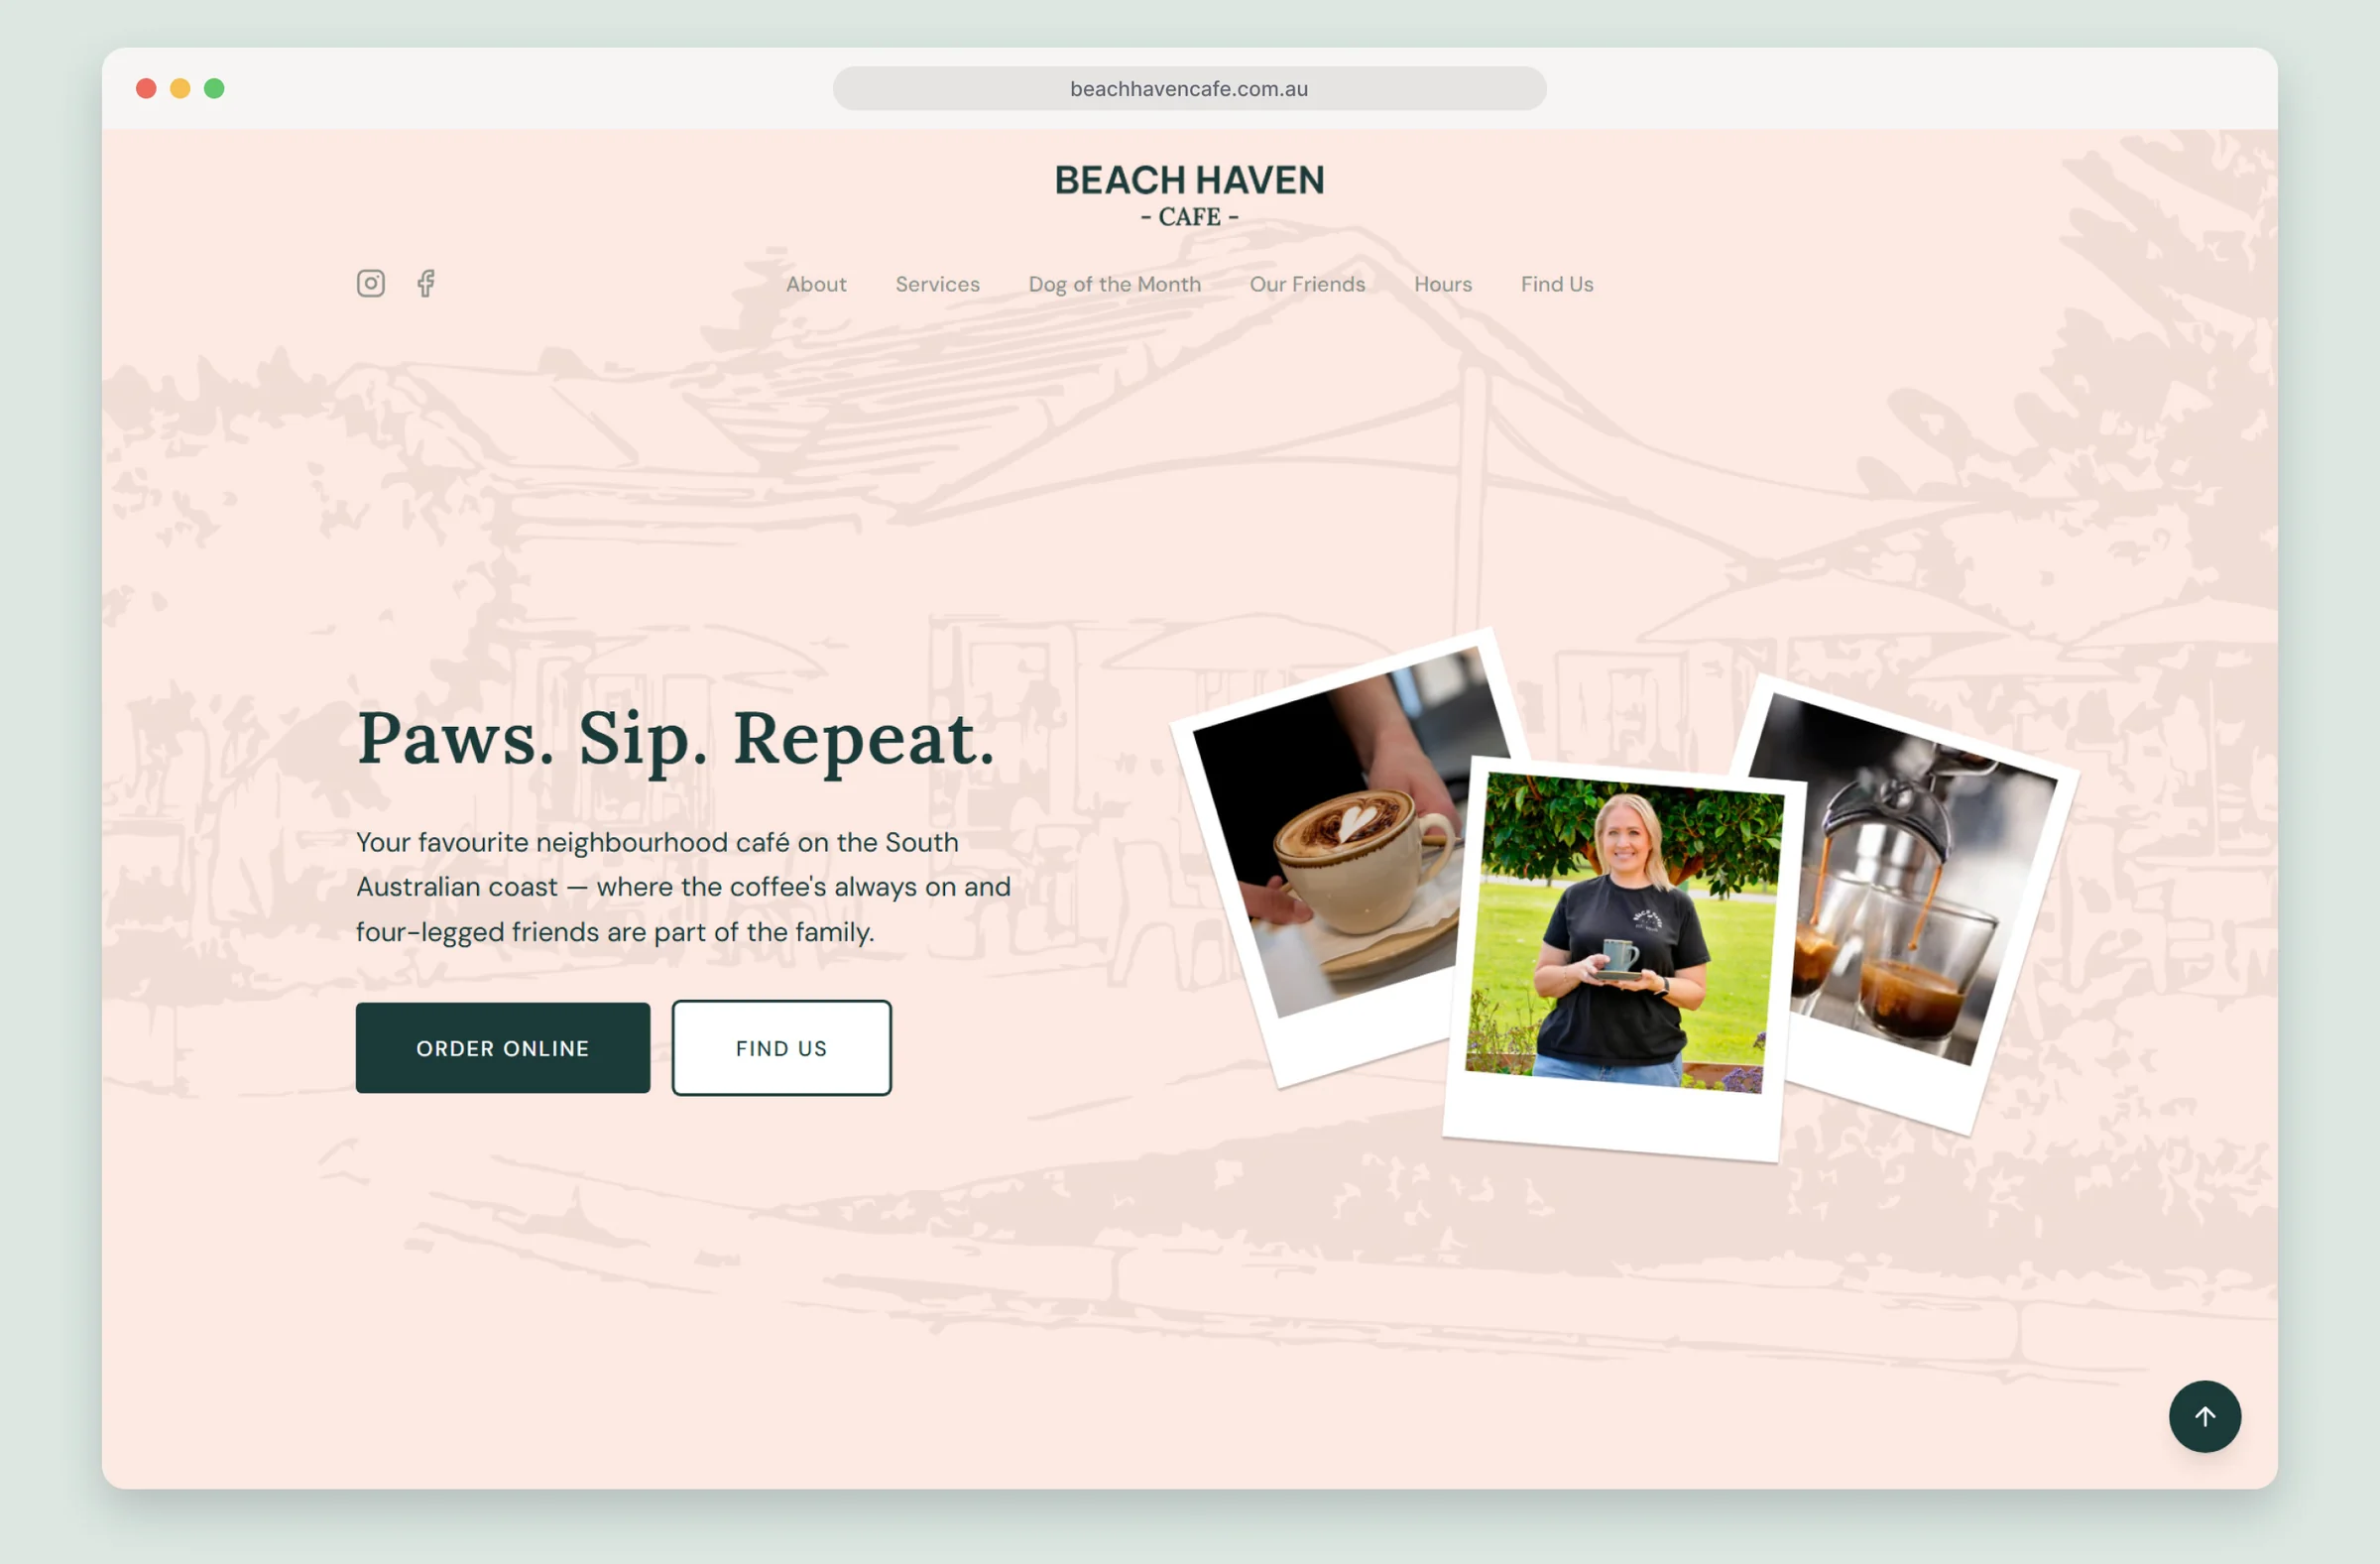 beachhavencafe.com.au
BEACH HAVEN
- CAFE -
About Services Dog of the Month Our Friends Hours Find Us
Paws. Sip. Repeat.
Your favourite neighbourhood café on the South
Australian coast — where the coffee's always on and
four-legged friends are part of the family.
ORDER ONLINE FIND US